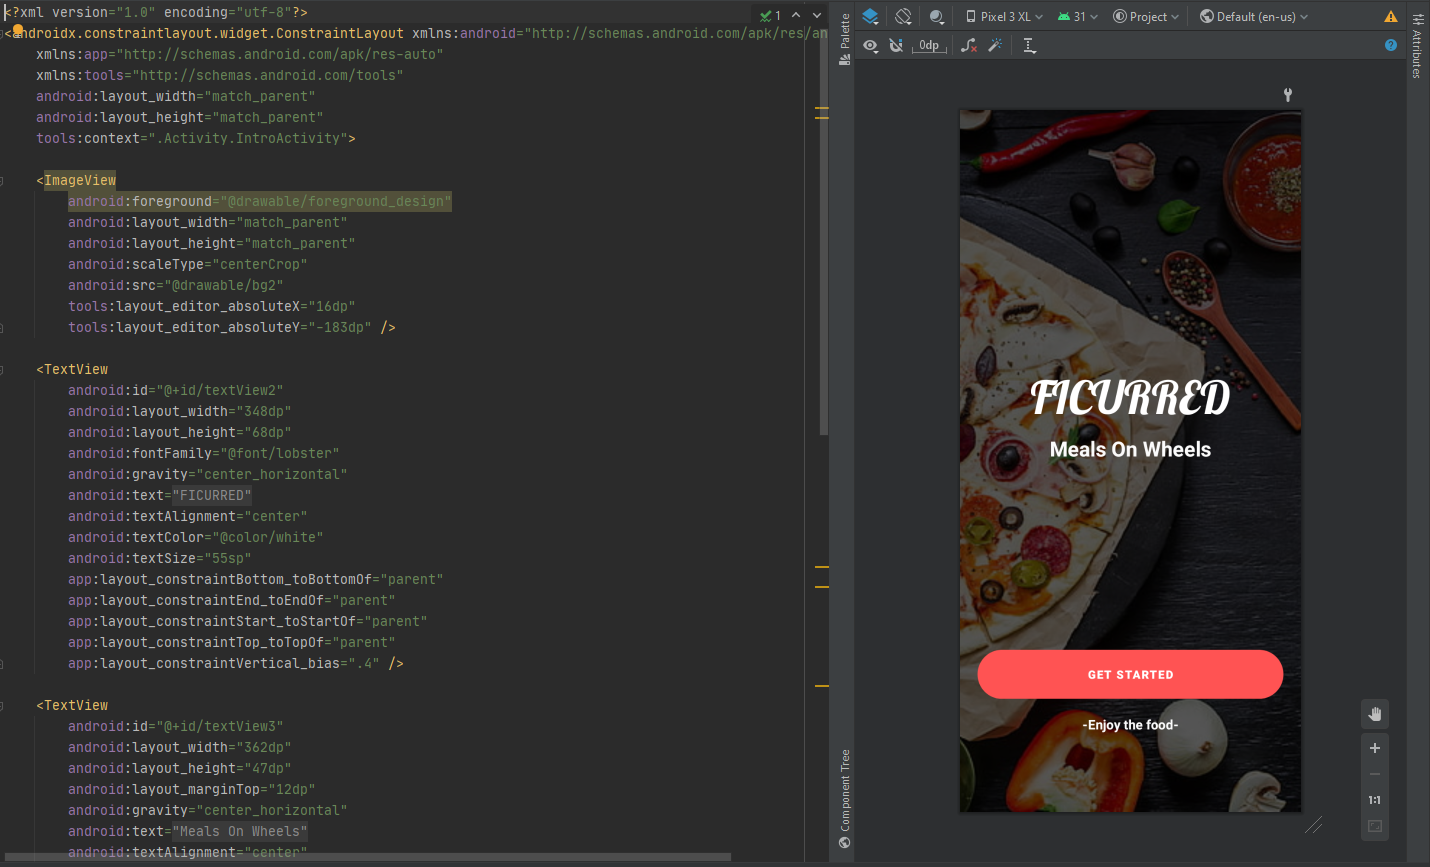 <?xml version="1.0" encoding="utf-8"?>
<androidx.constraintlayout.widget.ConstraintLayout xmlns:android="http://schemas.android.com/apk/res/an
xmlns:app="http://schemas.android.com/apk/res-auto"
xmlns:tools="http://schemas.android.com/tools"
android:layout_width="match_parent"
android:layout_height="match_parent"
tools:context=".Activity.IntroActivity">
<ImageView
android:foreground="@drawable/foreground_design"
android:layout_width="match_parent"
android:layout_height="match_parent"
android:scaleType="centerCrop"
android:src="@drawable/bg2"
tools:layout_editor_absoluteX="16dp"
tools:layout_editor_absoluteY="-183dp" />
<TextView
android:id="@+id/textView2"
android:layout_width="348dp"
android:layout_height="68dp"
android:fontFamily="@font/lobster"
android:gravity="center_horizontal"
android:text="FICURRED"
android:textAlignment="center"
android:textColor="@color/white"
android:textSize="55sp"
app:layout_constraintBottom_toBottomOf="parent"
app:layout_constraintEnd_toEndOf="parent"
app:layout_constraintStart_toStartOf="parent"
app:layout_constraintTop_toTopOf="parent"
app:layout_constraintVertical_bias=".4" />
<TextView
android:id="@+id/textView3"
android:layout_width="362dp"
android:layout_height="47dp"
android:layout_marginTop="12dp"
android:gravity="center_horizontal"
android:text="Meals On Wheels"
android:textAlignment="center"
1
Palette
Component Tree
Pixel 3 XL
31
Project
Default (en-us)
0dp
Attributes
FICURRED
Meals On Wheels
GET STARTED
-Enjoy the food-
1:1